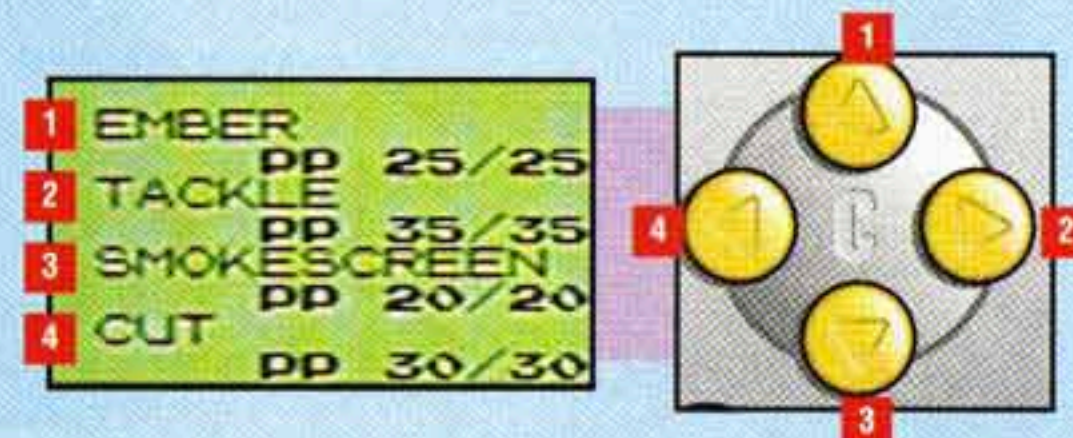 1 EMBER
PP 25/25
2 TACKLE
PP 35/35
3 SMOKESCREEN
PP 20/20
4 CUT
PP 30/30
1
4 C 2
3